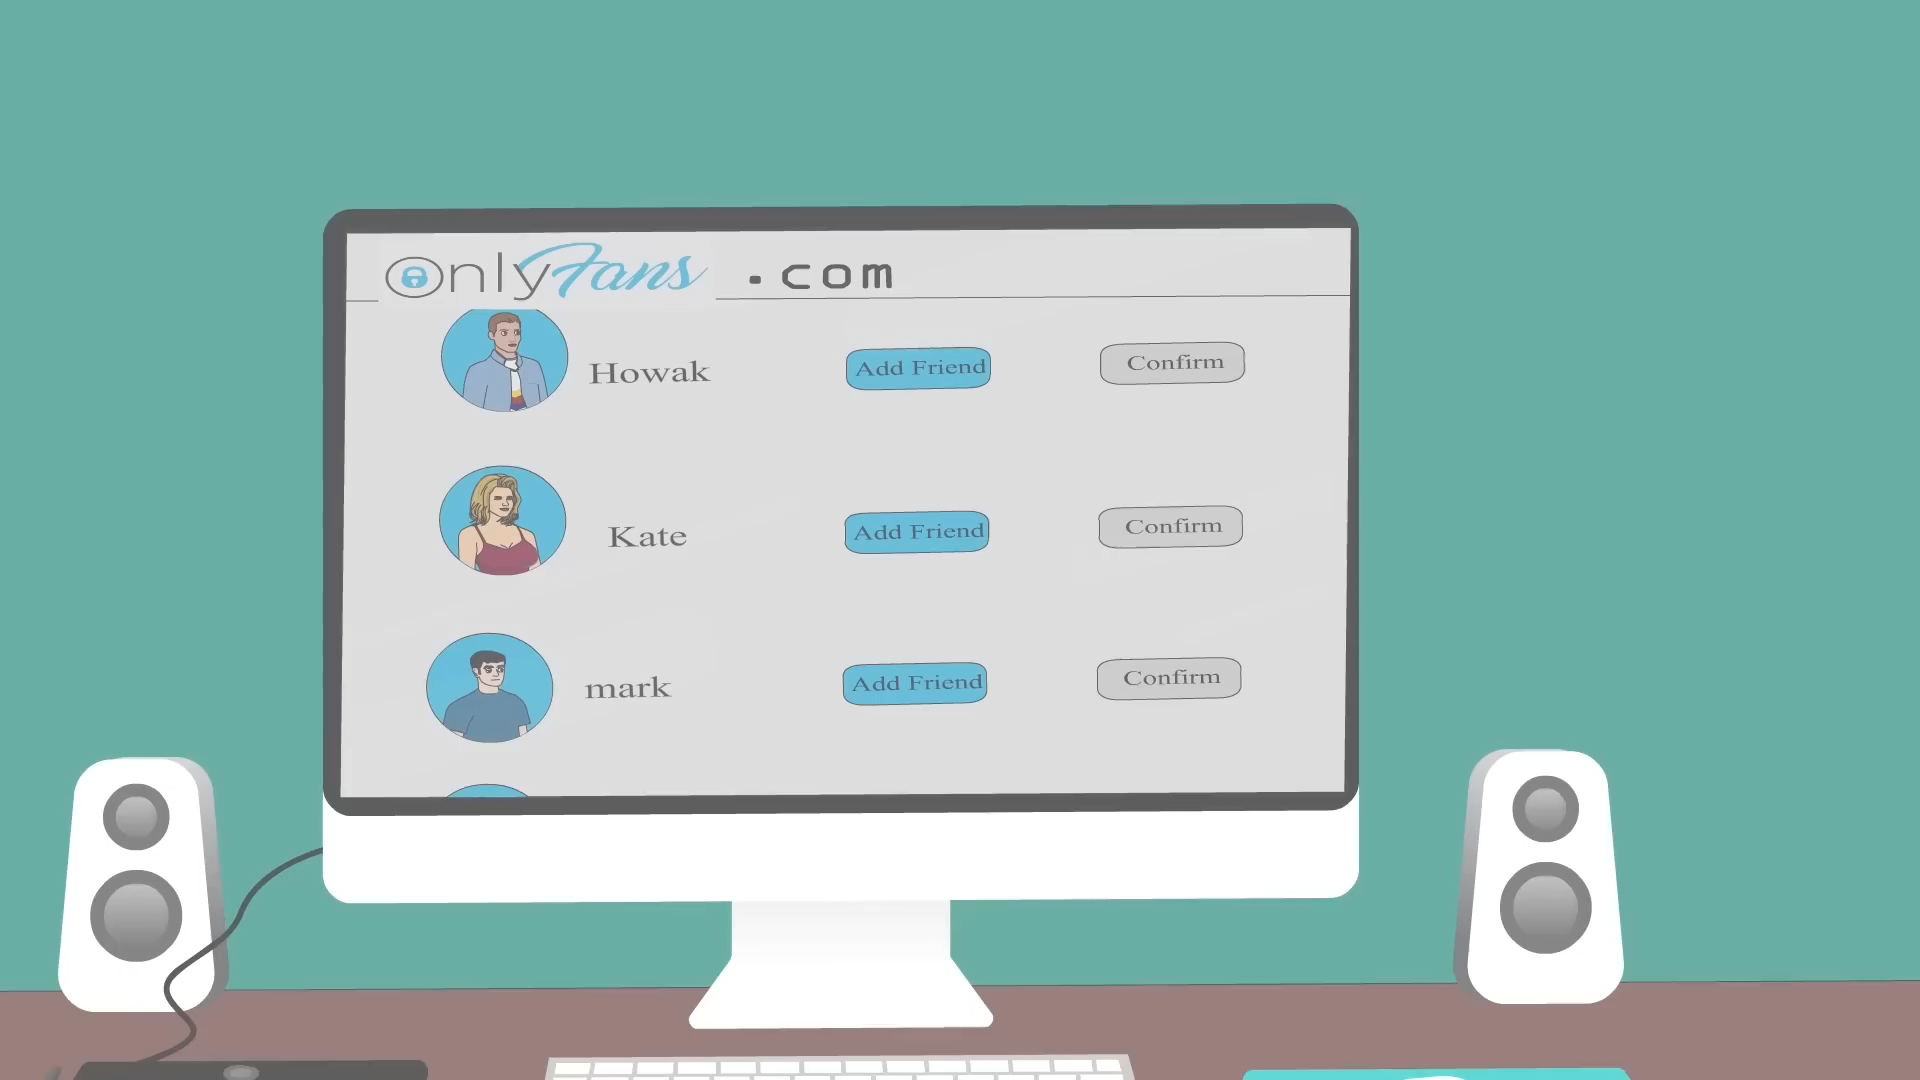 OnlyFans .com
Howak Add Friend Confirm
Kate Add Friend Confirm
mark Add Friend Confirm